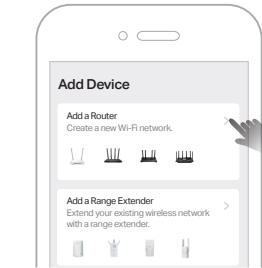 Add Device
Add a Router
Create a new Wi-Fi network.
Add a Range Extender
Extend your existing wireless network
with a range extender.